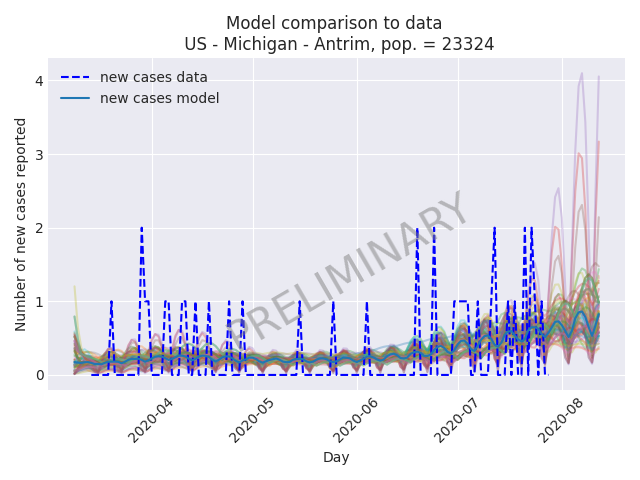 Model comparison to data
US - Michigan - Antrim, pop. = 23324
new cases data
new cases model
Number of new cases reported
4
3
2
1
0
PRELIMINARY
2020-04
2020-05
2020-06
2020-07
2020-08
Day